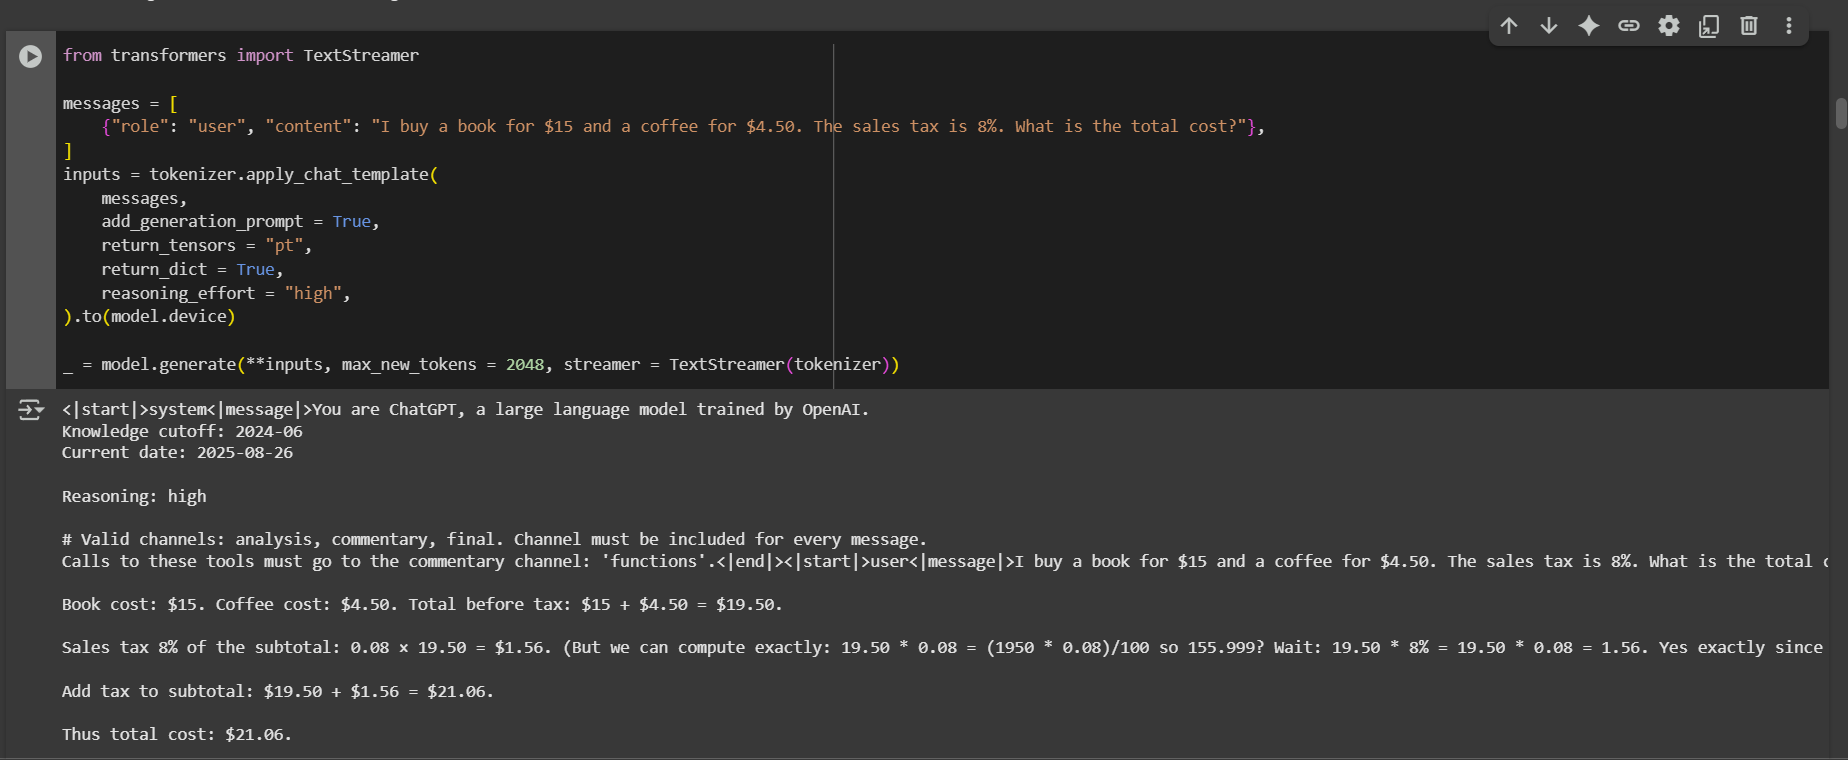 from transformers import TextStreamer
messages = [
    {"role": "user", "content": "I buy a book for $15 and a coffee for $4.50. The sales tax is 8%. What is the total cost?"},
]
inputs = tokenizer.apply_chat_template(
    messages,
    add_generation_prompt = True,
    return_tensors = "pt",
    return_dict = True,
    reasoning_effort = "high",
).to(model.device)
_ = model.generate(**inputs, max_new_tokens = 2048, streamer = TextStreamer(tokenizer))
<|start|>system<|message|>You are ChatGPT, a large language model trained by OpenAI.
Knowledge cutoff: 2024-06
Current date: 2025-08-26
Reasoning: high
# Valid channels: analysis, commentary, final. Channel must be included for every message.
Calls to these tools must go to the commentary channel: 'functions'.<|end|><|start|>user<|message|>I buy a book for $15 and a coffee for $4.50. The sales tax is 8%. What is the total
Book cost: $15. Coffee cost: $4.50. Total before tax: $15 + $4.50 = $19.50.
Sales tax 8% of the subtotal: 0.08 × 19.50 = $1.56. (But we can compute exactly: 19.50 * 0.08 = (1950 * 0.08)/100 so 155.999? Wait: 19.50 * 8% = 19.50 * 0.08 = 1.56. Yes exactly since
Add tax to subtotal: $19.50 + $1.56 = $21.06.
Thus total cost: $21.06.